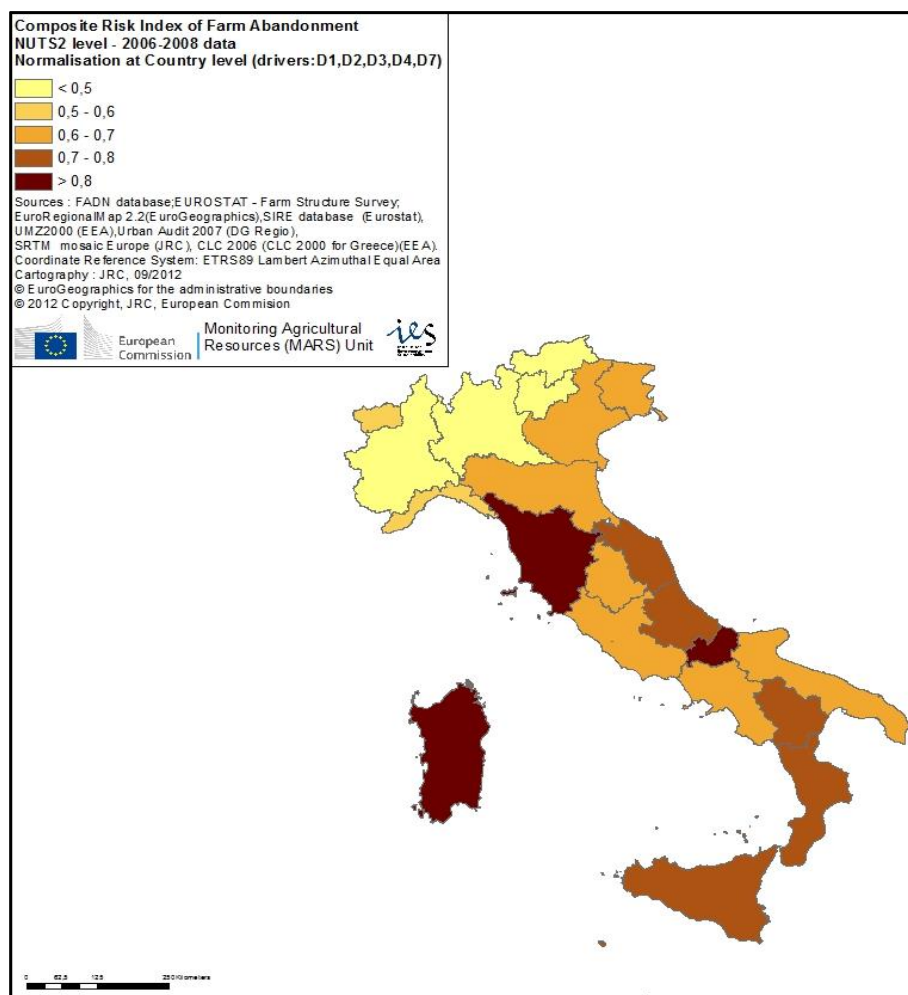 Composite Risk Index of Farm Abandonment
NUTS2 level - 2006-2008 data
Normalisation at Country level (drivers:D1,D2,D3,D4,D7)
< 0,5
0,5 - 0,6
0,6 - 0,7
0,7 - 0,8
> 0,8
Sources : FADN database;EUROSTAT - Farm Structure Survey;
EuroRegionalMap 2.2(EuroGeographics),SIRE database (Eurostat),
UMZ2000 (EEA),Urban Audit 2007 (DG Regio),
SRTM mosaic Europe (JRC), CLC 2006 (CLC 2000 for Greece)(EEA).
Coordinate Reference System: ETRS89 Lambert Azimuthal Equal Area
Cartography : JRC, 09/2012
© EuroGeographics for the administrative boundaries
© 2012 Copyright, JRC, European Commision
European
Commission
Monitoring Agricultural
Resources (MARS) Unit
ies
0 62,5 125 250 Kilometers